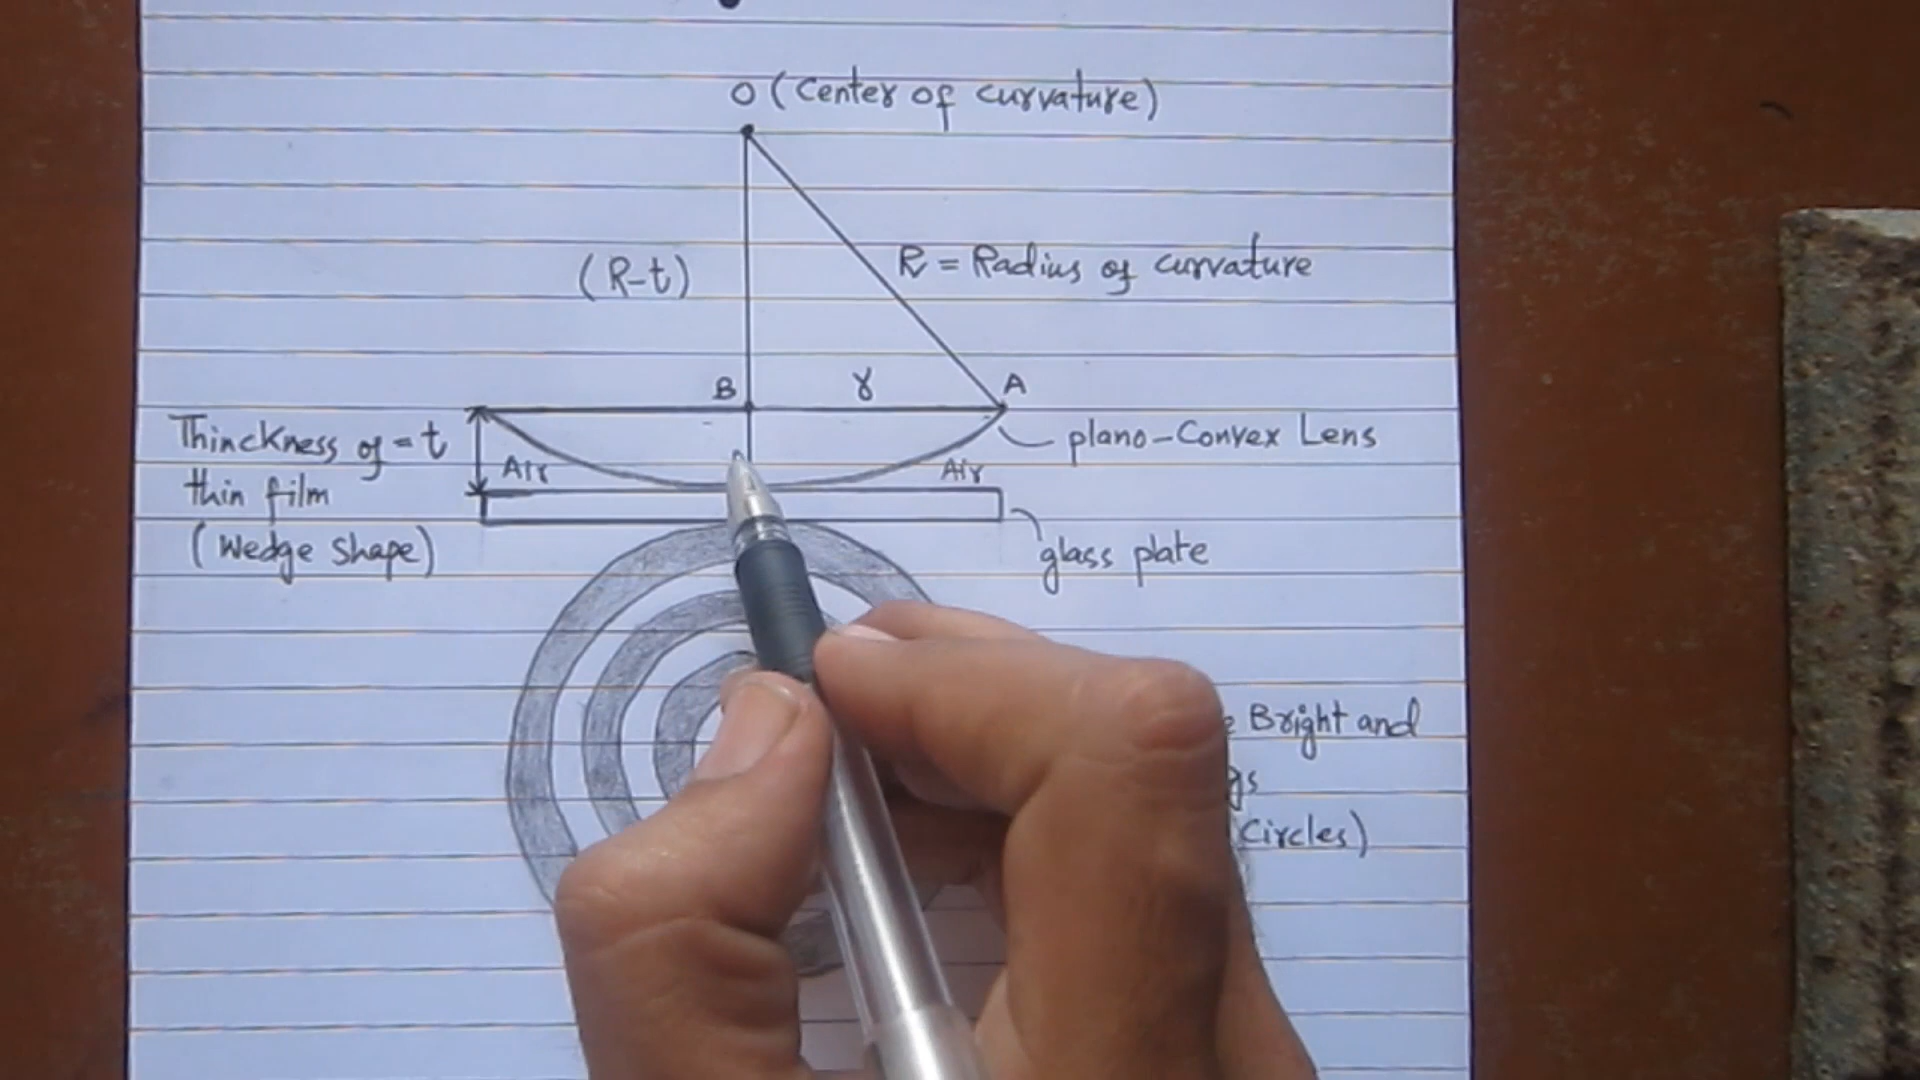 O (Center of curvature)
(R-t)
R = Radius of curvature
B
r
A
Thinckness of = t
thin film
(wedge shape)
Air
Air
plano-Convex Lens
glass plate
Bright and
Circles)